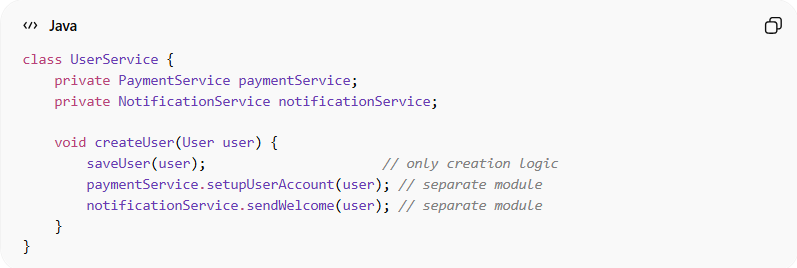 </> Java
class UserService {
    private PaymentService paymentService;
    private NotificationService notificationService;

    void createUser(User user) {
        saveUser(user);                      // only creation logic
        paymentService.setupUserAccount(user); // separate module
        notificationService.sendWelcome(user); // separate module
    }
}